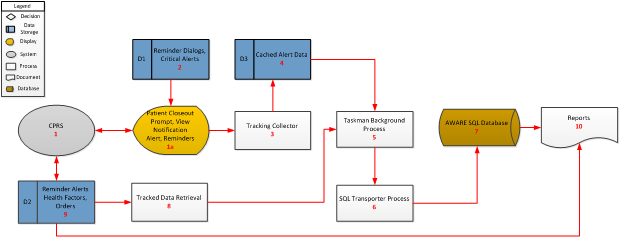 Legend
Decision
Data
Storage
Display
System
Process
Document
Database
D1
Reminder Dialogs,
Critical Alerts
2
D3
Cached Alert Data
4
CPRS
1
Patient Closeout
Prompt, View
Notification
Alert, Reminders
1a
Tracking Collector
3
Taskman Background
Process
5
AWARE SQL Database
7
Reports
10
D2
Reminder Alerts
Health Factors,
Orders
9
Tracked Data Retrieval
8
SQL Transporter Process
6